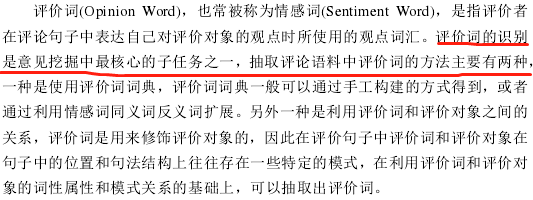 评价词(Opinion Word)，也常被称为情感词(Sentiment Word)，是指评价者
在评论句子中表达自己对评价对象的观点时所使用的观点词汇。评价词的识别
是意见挖掘中最核心的子任务之一，抽取评论语料中评价词的方法主要有两种，
一种是使用评价词词典，评价词词典一般可以通过手工构建的方式得到，或者
通过利用情感词同义词反义词扩展。另外一种是利用评价词和评价对象之间的
关系，评价词是用来修饰评价对象的，因此在评价句子中评价词和评价对象在
句子中的位置和句法结构上往往存在一些特定的模式，在利用评价词和评价对
象的词性属性和模式关系的基础上，可以抽取出评价词。